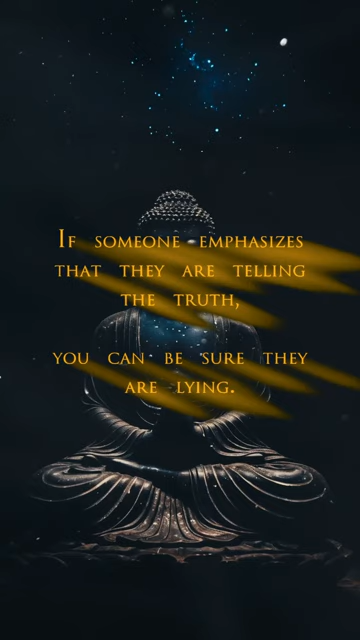 If someone emphasizes
that they are telling
the truth,
you can be sure they
are lying.